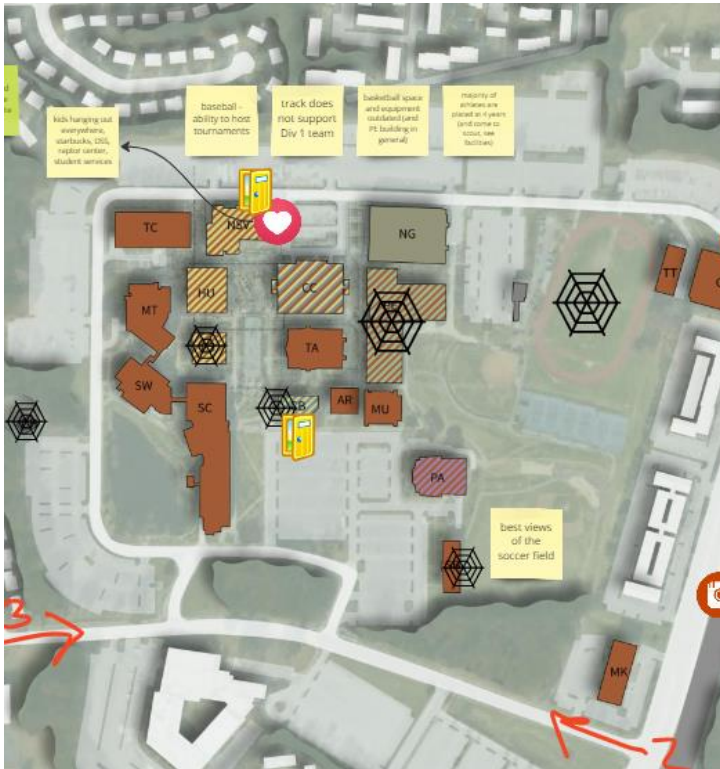 kids hanging out
everywhere,
starbucks, DSS,
raptor center,
student services
baseball -
ability to host
tournaments
track does
not support
Div 1 team
basketball space
and equipment
outdated (and
PE building in
general)
majority of
athletes are
placed at 4 years
(and come to
scout, see
facilities)
TC
NSV
NG
HU
CC
TT
MT
TA
SW
SC
AR
MU
PA
best views
of the
soccer field
MK
3
2